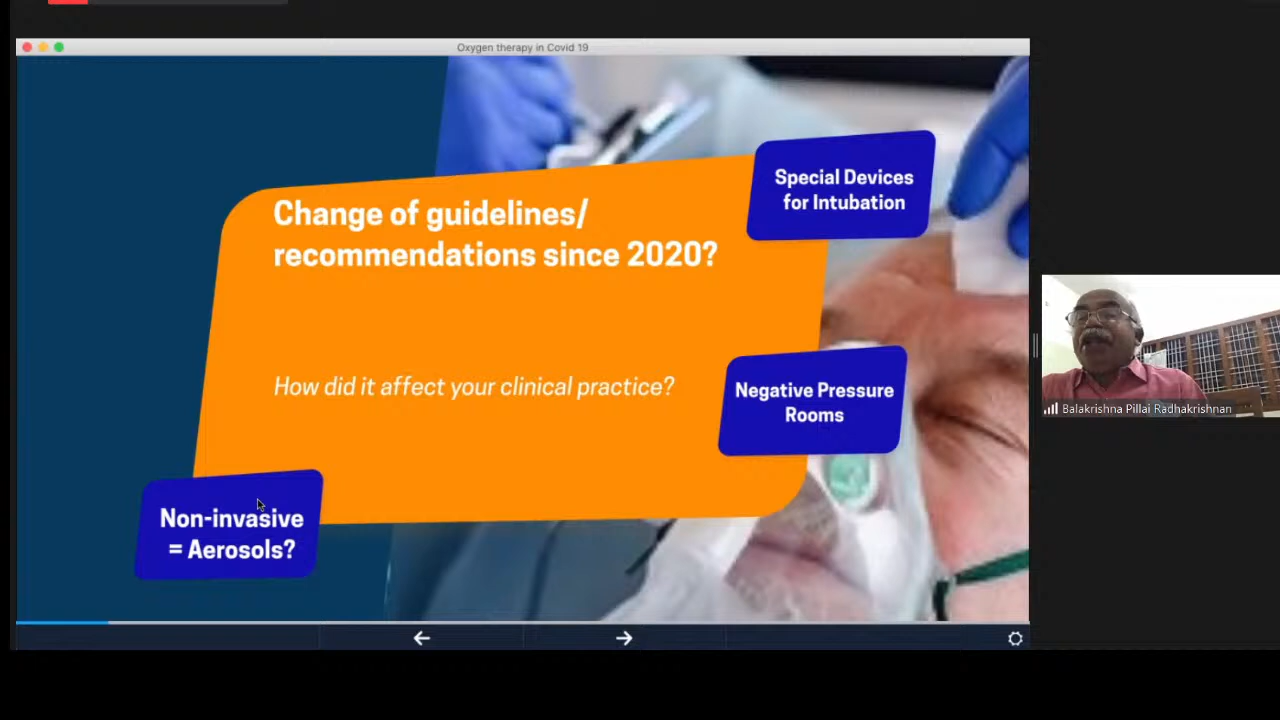 Oxygen therapy in Covid 19
Special Devices
for Intubation
Change of guidelines/
recommendations since 2020?
How did it affect your clinical practice?
Negative Pressure
Rooms
Non-invasive
= Aerosols?
Balakrishna Pillai Radhakrishnan